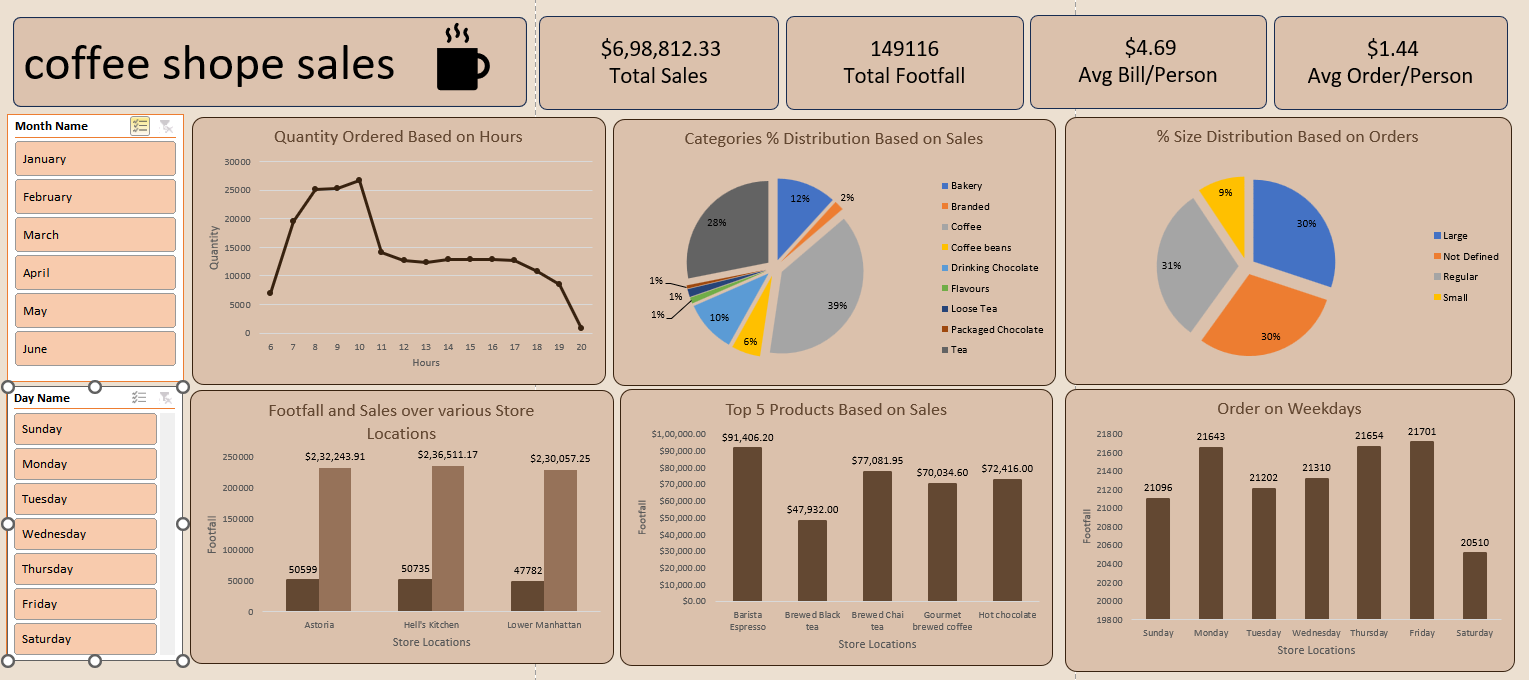 coffee shope sales
$6,98,812.33
Total Sales
149116
Total Footfall
$4.69
Avg Bill/Person
$1.44
Avg Order/Person
Month Name
January
February
March
April
May
June
Day Name
Sunday
Monday
Tuesday
Wednesday
Thursday
Friday
Saturday
Quantity Ordered Based on Hours
Quantity
30000
25000
20000
15000
10000
5000
0
6 7 8 9 10 11 12 13 14 15 16 17 18 19 20
Hours
Categories % Distribution Based on Sales
12%
2%
39%
6%
10%
1%
1%
1%
28%
Bakery
Branded
Coffee
Coffee beans
Drinking Chocolate
Flavours
Loose Tea
Packaged Chocolate
Tea
% Size Distribution Based on Orders
30%
30%
31%
9%
Large
Not Defined
Regular
Small
Footfall and Sales over various Store
Locations
Footfall
250000
200000
150000
100000
50000
0
$2,32,243.91 $2,36,511.17 $2,30,057.25
50599 50735 47782
Astoria Hell's Kitchen Lower Manhattan
Store Locations
Top 5 Products Based on Sales
Footfall
$1,00,000.00
$90,000.00
$80,000.00
$70,000.00
$60,000.00
$50,000.00
$40,000.00
$30,000.00
$20,000.00
$10,000.00
$0.00
$91,406.20
$47,932.00
$77,081.95
$70,034.60
$72,416.00
Barista
Espresso
Brewed Black
tea
Brewed Chai
tea
Gourmet
brewed coffee
Hot chocolate
Store Locations
Order on Weekdays
Footfall
21800
21600
21400
21200
21000
20800
20600
20400
20200
20000
19800
21096
21643
21202
21310
21654
21701
20510
Sunday Monday Tuesday Wednesday Thursday Friday Saturday
Store Locations